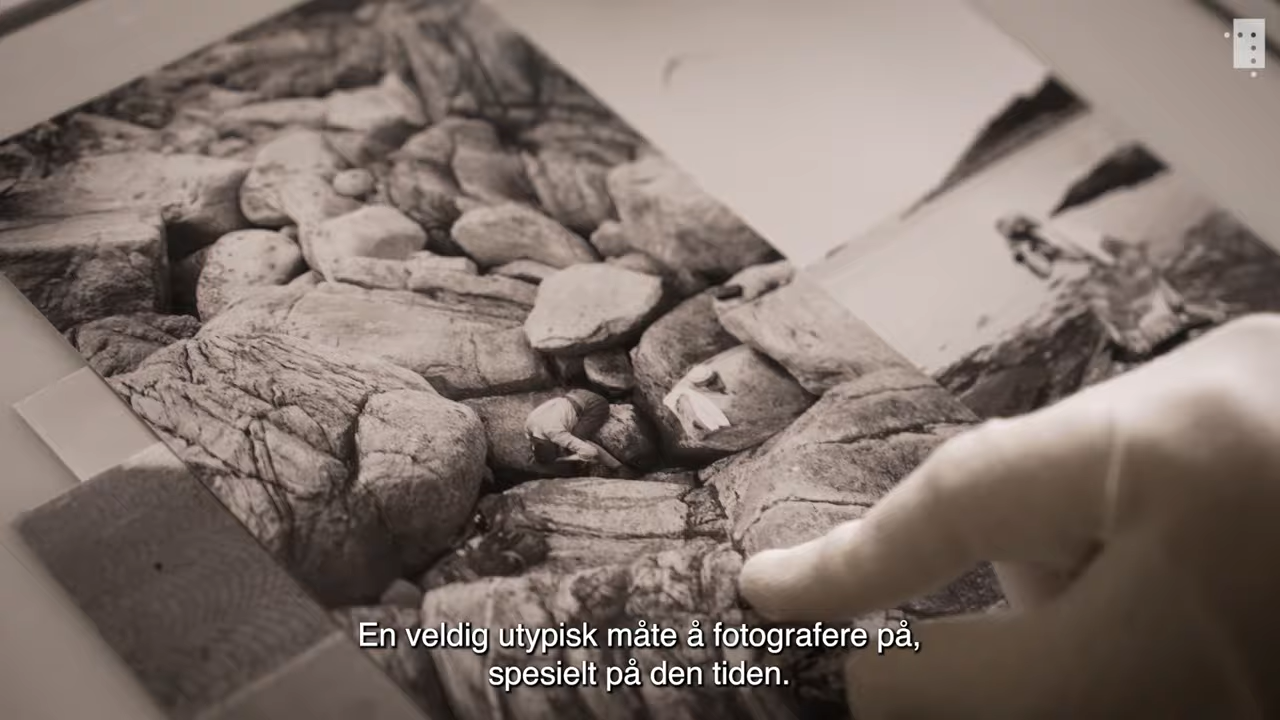 En veldig utypisk måte å fotografere på,
spesielt på den tiden.